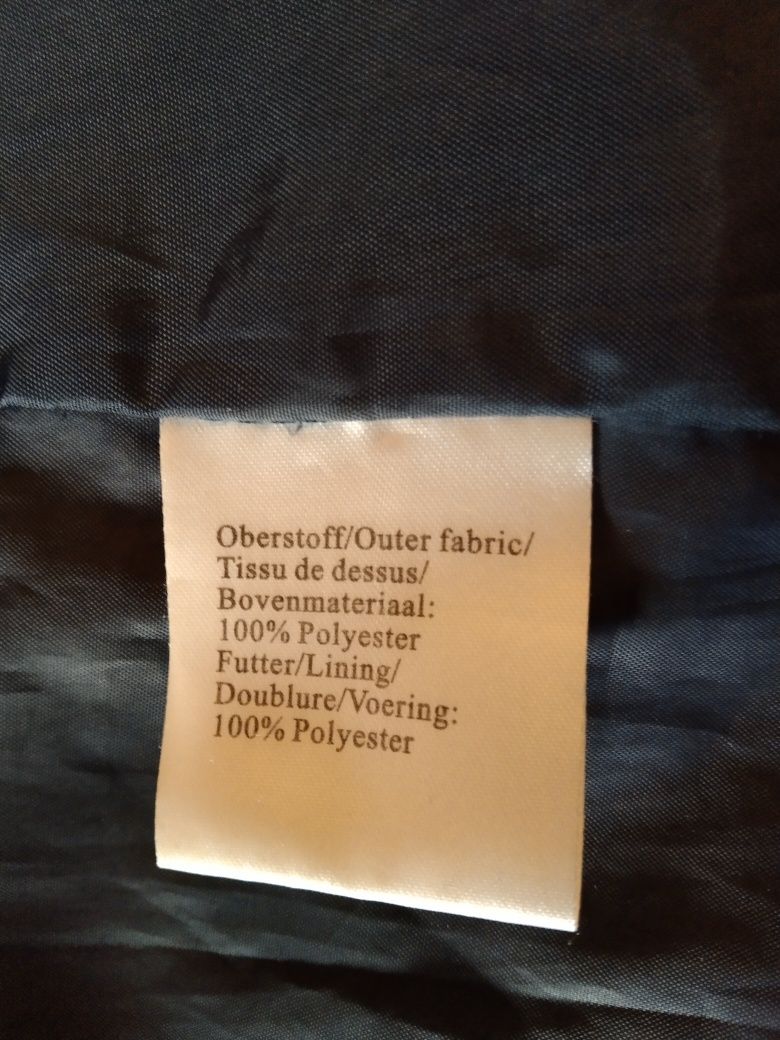 Oberstoff/Outer fabric/
Tissu de dessus/
Bovenmateriaal:
100% Polyester
Futter/Lining/
Doublure/Voering:
100% Polyester